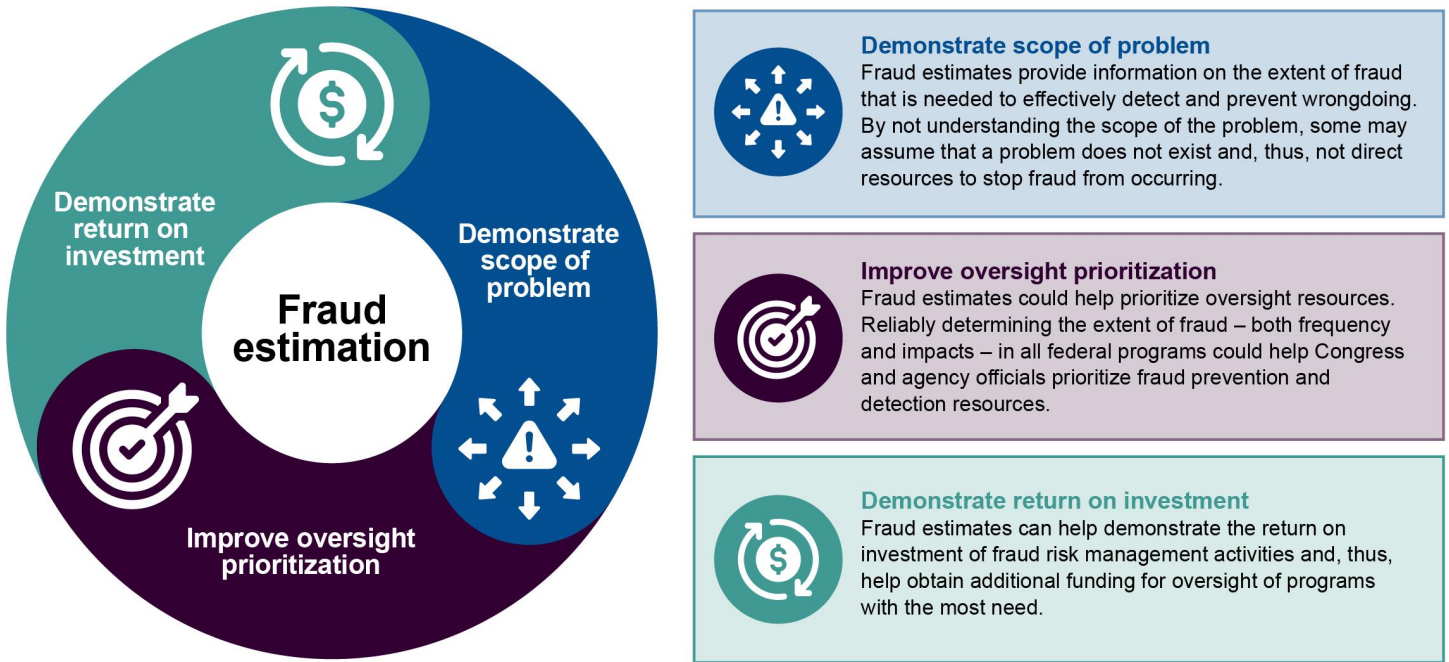 Demonstrate
return on
investment
Demonstrate
scope of
problem
Fraud
estimation
Improve oversight
prioritization
Demonstrate scope of problem
Fraud estimates provide information on the extent of fraud
that is needed to effectively detect and prevent wrongdoing.
By not understanding the scope of the problem, some may
assume that a problem does not exist and, thus, not direct
resources to stop fraud from occurring.
Improve oversight prioritization
Fraud estimates could help prioritize oversight resources.
Reliably determining the extent of fraud – both frequency
and impacts – in all federal programs could help Congress
and agency officials prioritize fraud prevention and
detection resources.
Demonstrate return on investment
Fraud estimates can help demonstrate the return on
investment of fraud risk management activities and, thus,
help obtain additional funding for oversight of programs
with the most need.